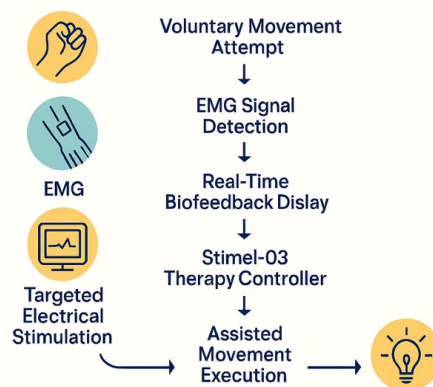 Voluntary Movement
Attempt
EMG Signal
Detection
EMG
Real-Time
Biofeedback Dislay
Stimel-03
Therapy Controller
Targeted
Electrical
Stimulation
Assisted
Movement
Execution